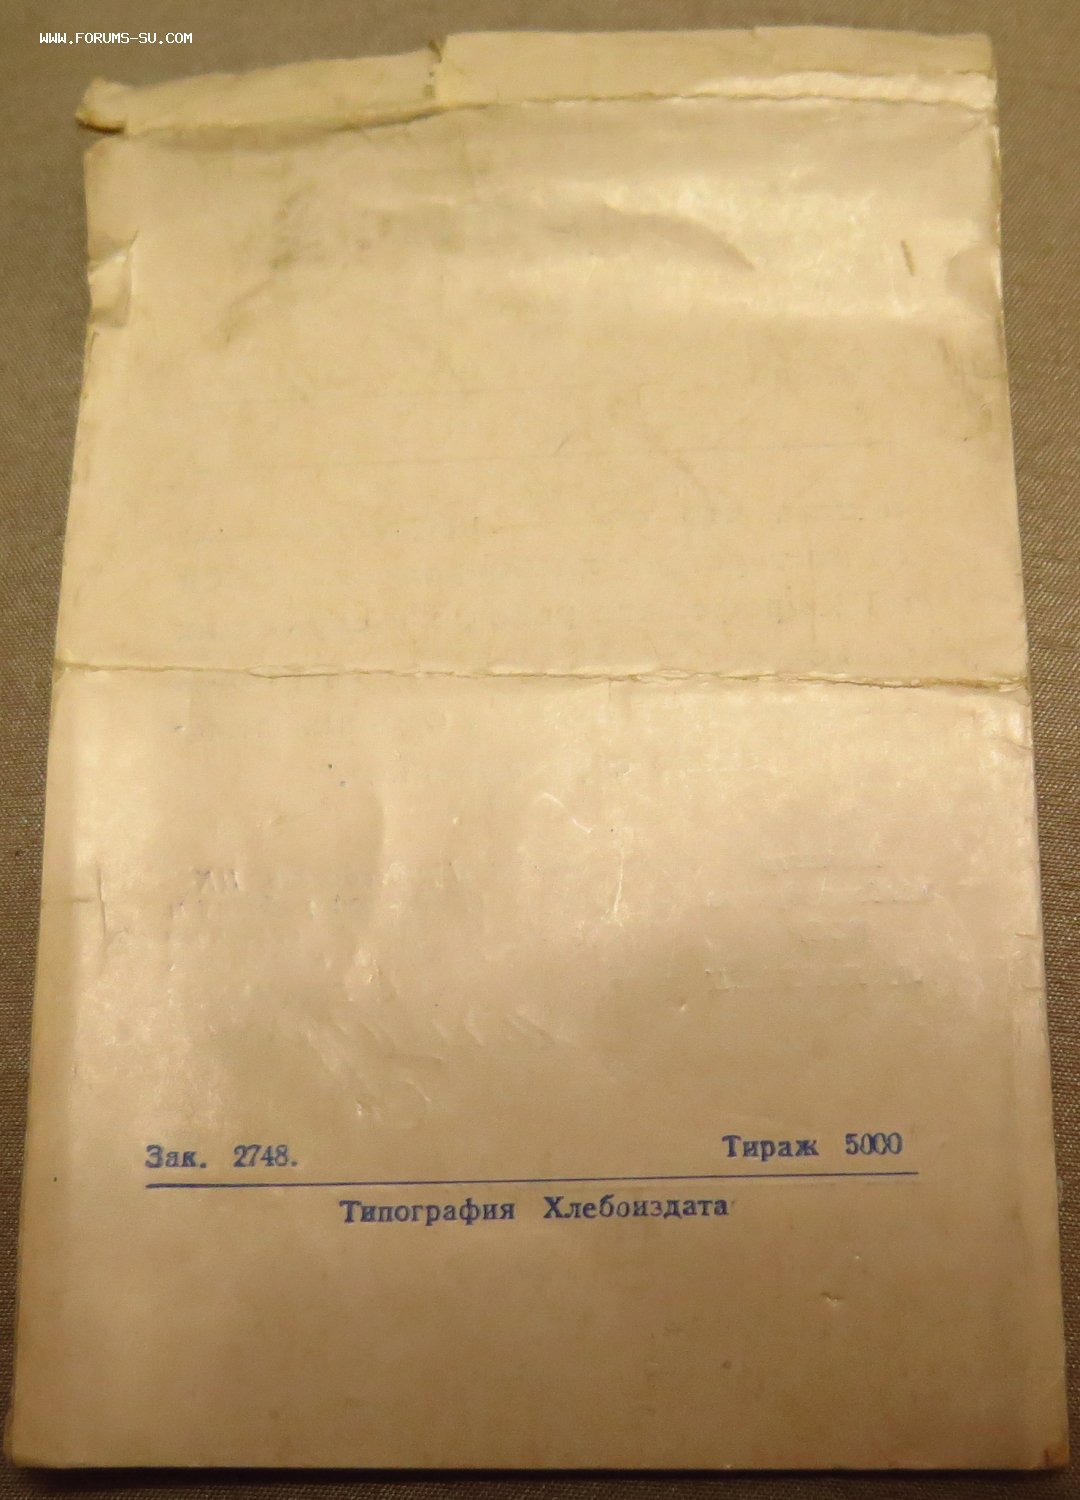 WWW.FORUMS-SU.COM
Зак. 2748. Тираж 5000
Типография Хлебоиздата